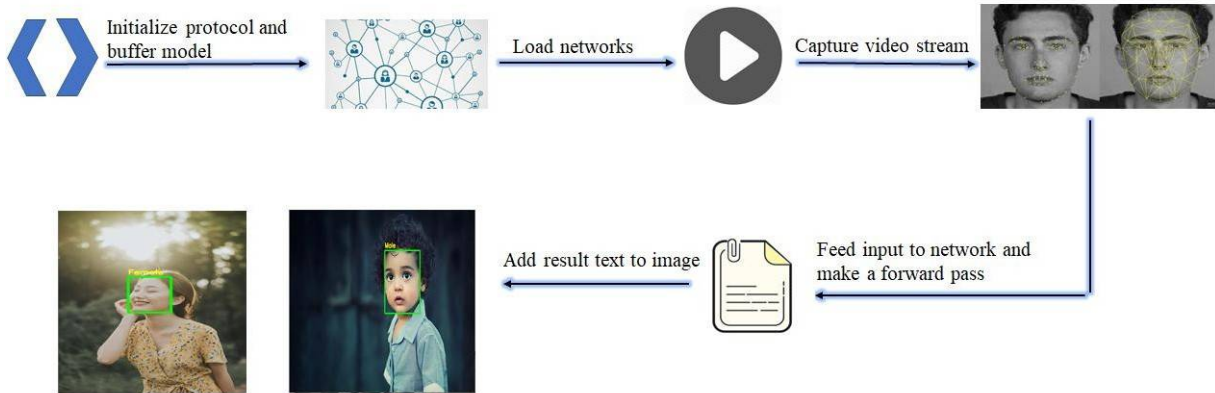 Initialize protocol and
buffer model
Load networks
Capture video stream
Feed input to network and
make a forward pass
Add result text to image
Female
Male